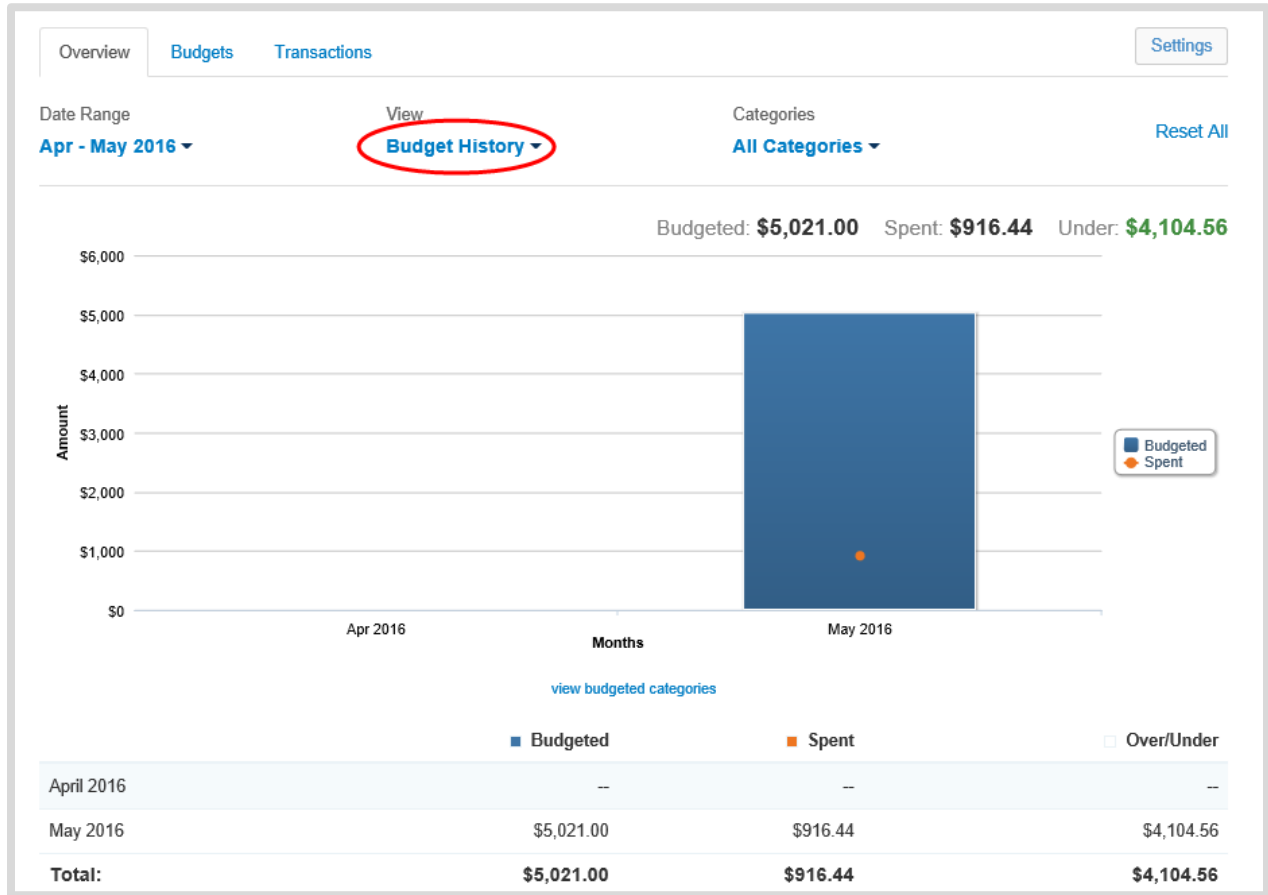 Overview Budgets Transactions Settings
Date Range View Categories
Apr - May 2016 Budget History All Categories Reset All
Budgeted: $5,021.00 Spent: $916.44 Under: $4,104.56
$6,000
$5,000
$4,000
$3,000
$2,000
$1,000
$0
Amount
Budgeted
Spent
Apr 2016 May 2016
Months
view budgeted categories
Budgeted Spent Over/Under
April 2016 -- -- --
May 2016 $5,021.00 $916.44 $4,104.56
Total: $5,021.00 $916.44 $4,104.56